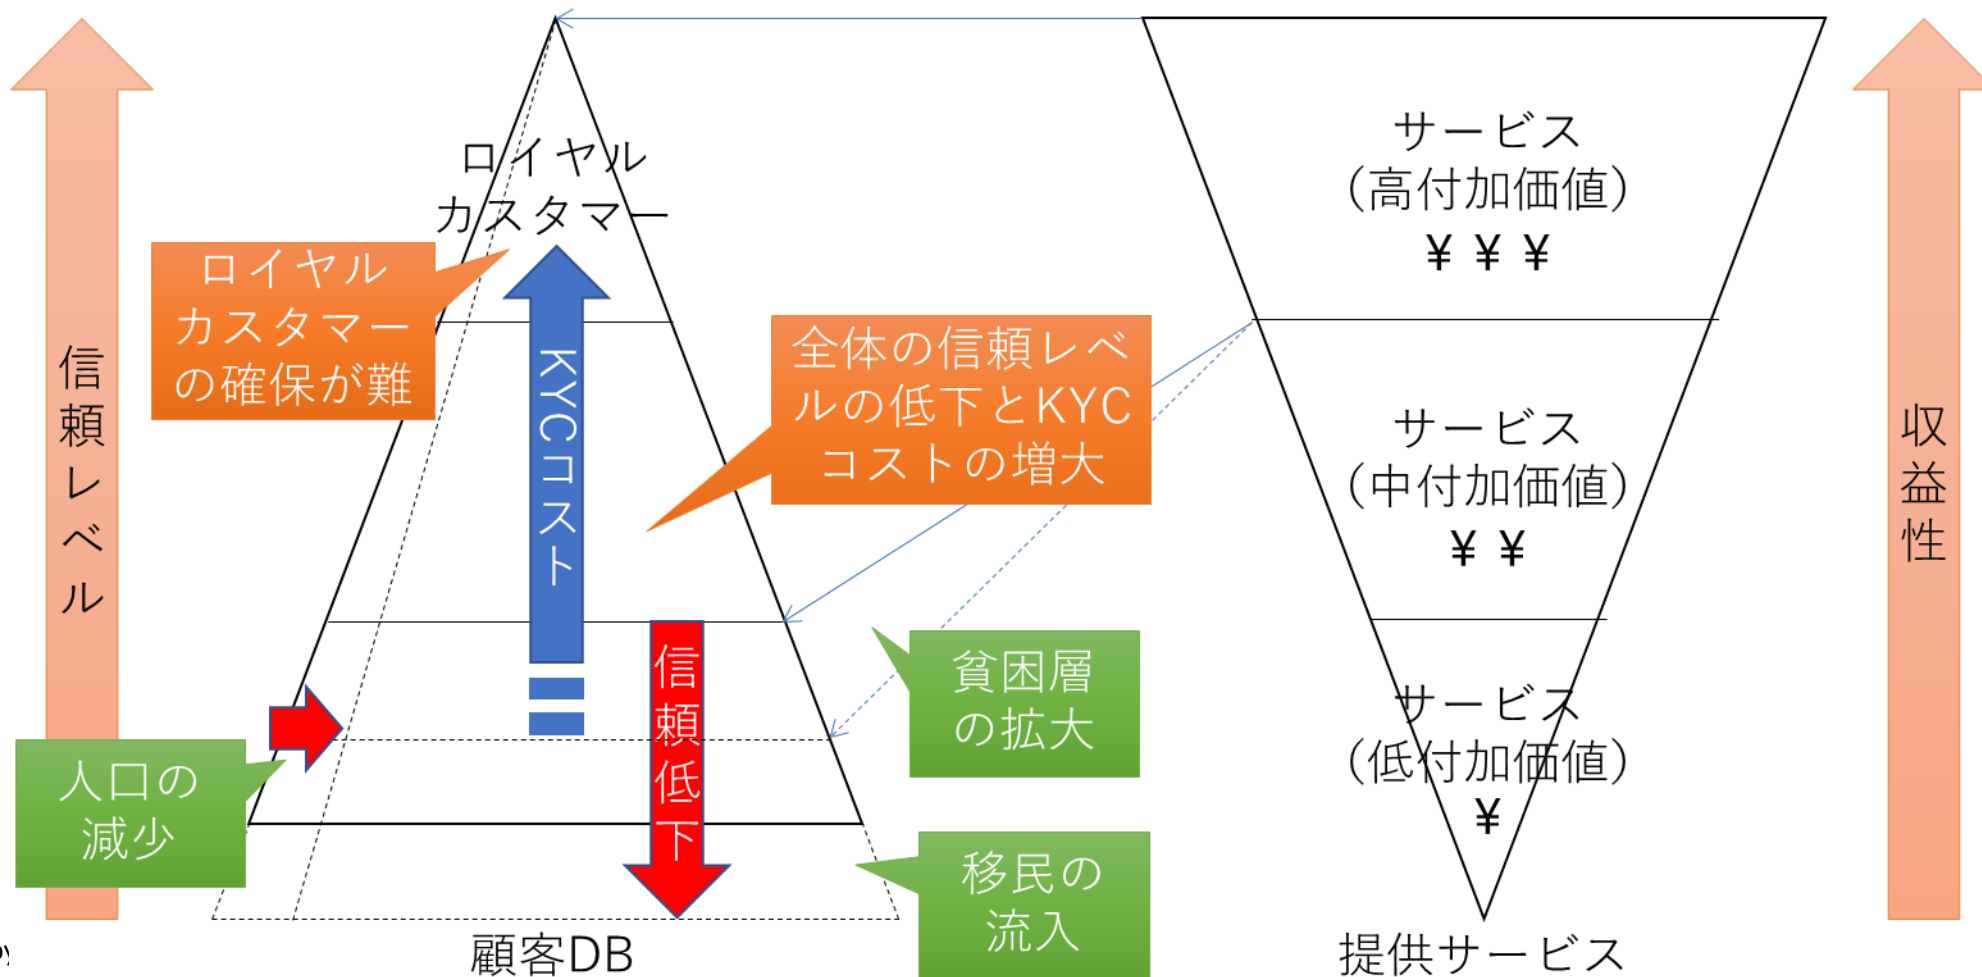 信頼レベル
ロイヤル
カスタマー
ロイヤル
カスタマー
の確保が難
KYCコスト
全体の信頼レベ
ルの低下とKYC
コストの増大
信頼低下
人口の
減少
貧困層
の拡大
移民の
流入
顧客DB
サービス
（高付加価値）
¥ ¥ ¥
サービス
（中付加価値）
¥ ¥
サービス
（低付加価値）
¥
提供サービス
収益性